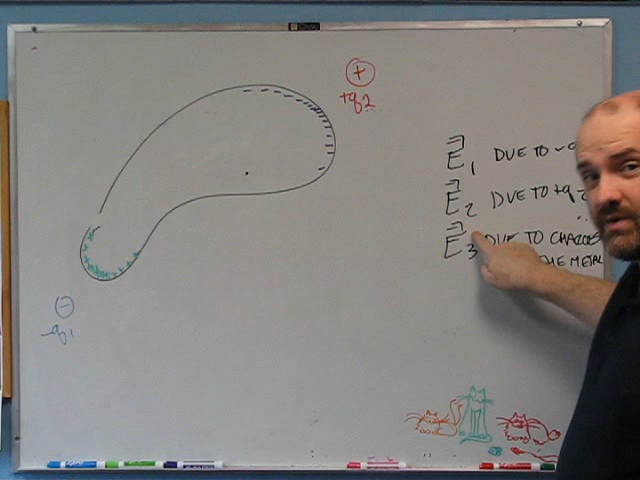 +
+q2
E1 DUE TO -q
E2 DUE TO +q2
E3 DUE TO CHARGES
THE METAL
-
-q1